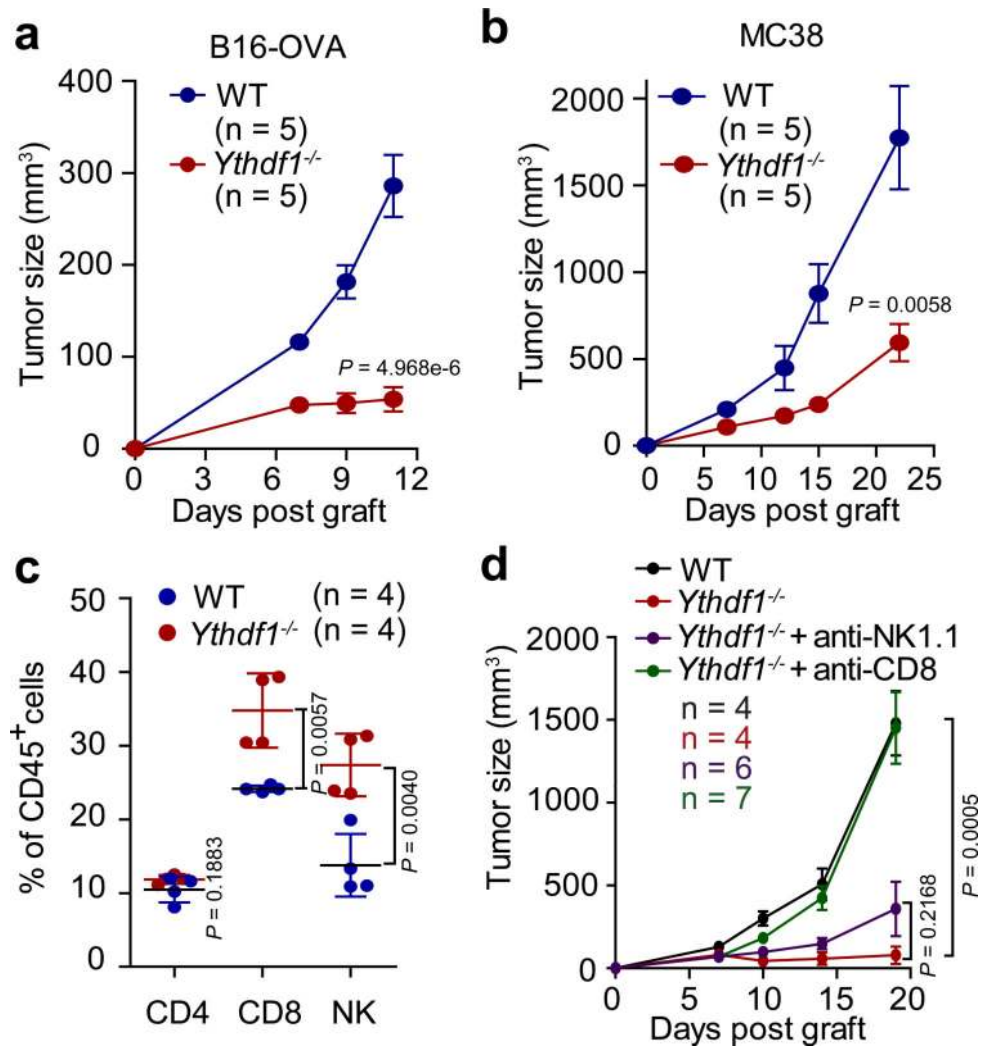 a
B16-OVA
Tumor size (mm³)
400
300
200
100
0
WT
(n = 5)
Ythdf1-/-
(n = 5)
P = 4.968e-6
0 3 6 9 12
Days post graft
b
MC38
Tumor size (mm³)
2000
1500
1000
500
0
WT
(n = 5)
Ythdf1-/-
(n = 5)
P = 0.0058
0 5 10 15 20 25
Days post graft
c
% of CD45+cells
50
40
30
20
10
0
WT (n = 4)
Ythdf1-/- (n = 4)
P = 0.1883
P = 0.0057
P = 0.0040
CD4 CD8 NK
d
WT
Ythdf1-/-
Ythdf1-/- + anti-NK1.1
Ythdf1-/- + anti-CD8
n = 4
n = 4
n = 6
n = 7
Tumor size (mm³)
2000
1500
1000
500
0
P = 0.2168
P = 0.0005
0 5 10 15 20
Days post graft